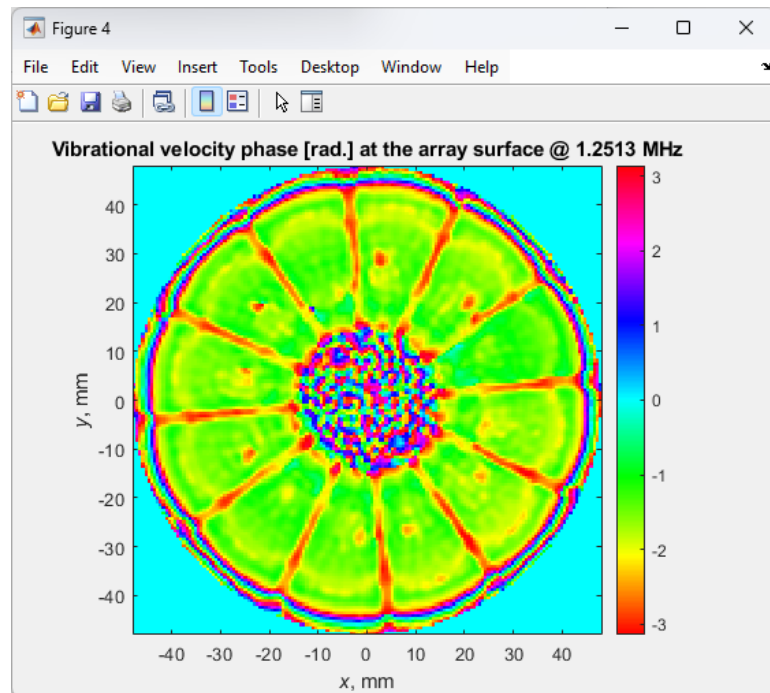 Figure 4
File Edit View Insert Tools Desktop Window Help
Vibrational velocity phase [rad.] at the array surface @ 1.2513 MHz
40
30
20
10
0
-10
-20
-30
-40
y, mm
-40 -30 -20 -10 0 10 20 30 40
x, mm
3
2
1
0
-1
-2
-3